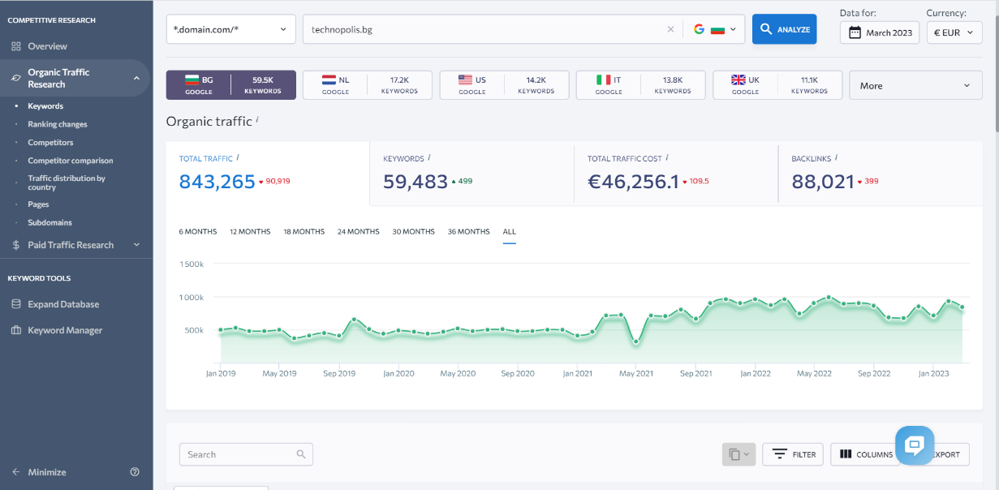 COMPETITIVE RESEARCH
Overview
Organic Traffic
Research
Keywords
Ranking changes
Competitors
Competitor comparison
Traffic distribution by
country
Pages
Subdomains
Paid Traffic Research
KEYWORD TOOLS
Expand Database
Keyword Manager
Minimize
*.domain.com/*
technopolis.bg
ANALYZE
Data for:
March 2023
Currency:
€ EUR
BG
GOOGLE
59.5K
KEYWORDS
NL
GOOGLE
17.2K
KEYWORDS
US
GOOGLE
14.2K
KEYWORDS
IT
GOOGLE
13.8K
KEYWORDS
UK
GOOGLE
11.1K
KEYWORDS
More
Organic traffic i
TOTAL TRAFFIC i
843,265 90,919
KEYWORDS i
59,483 499
TOTAL TRAFFIC COST i
€46,256.1 109.5
BACKLINKS i
88,021 399
6 MONTHS 12 MONTHS 18 MONTHS 24 MONTHS 30 MONTHS 36 MONTHS ALL
1500k
1000k
500k
Jan 2019 May 2019 Sep 2019 Jan 2020 May 2020 Sep 2020 Jan 2021 May 2021 Sep 2021 Jan 2022 May 2022 Sep 2022 Jan 2023
Search
FILTER
COLUMNS
EXPORT